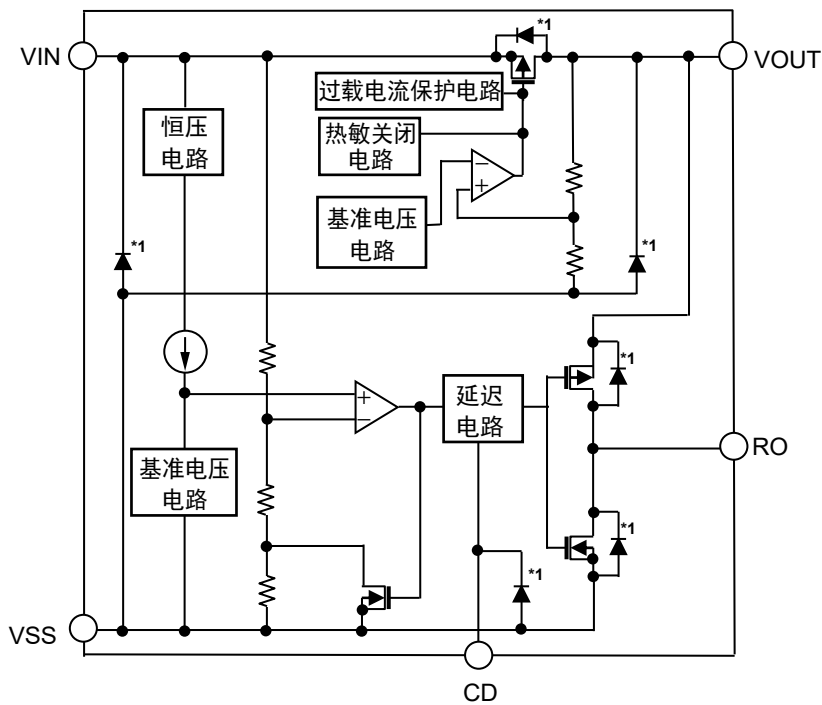 *1
VIN
VOUT
过载电流保护电路
恒压
电路
热敏关闭
电路
−
+
基准电压
电路
*1
*1
*1
+
−
延迟
电路
RO
基准电压
电路
*1
*1
VSS
CD